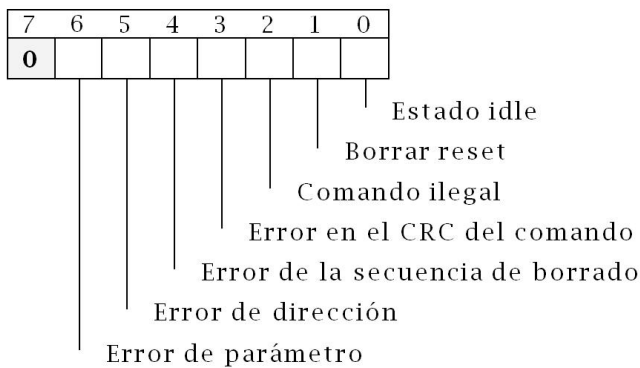 7 6 5 4 3 2 1 0
0
Estado idle
Borrar reset
Comando ilegal
Error en el CRC del comando
Error de la secuencia de borrado
Error de dirección
Error de parámetro